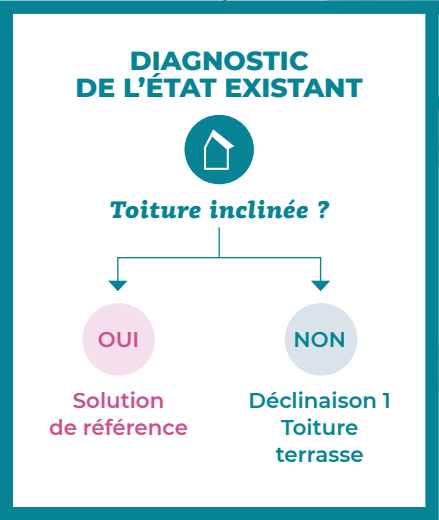 DIAGNOSTIC
DE L’ÉTAT EXISTANT
Toiture inclinée ?
OUI
Solution
de référence
NON
Déclinaison 1
Toiture
terrasse